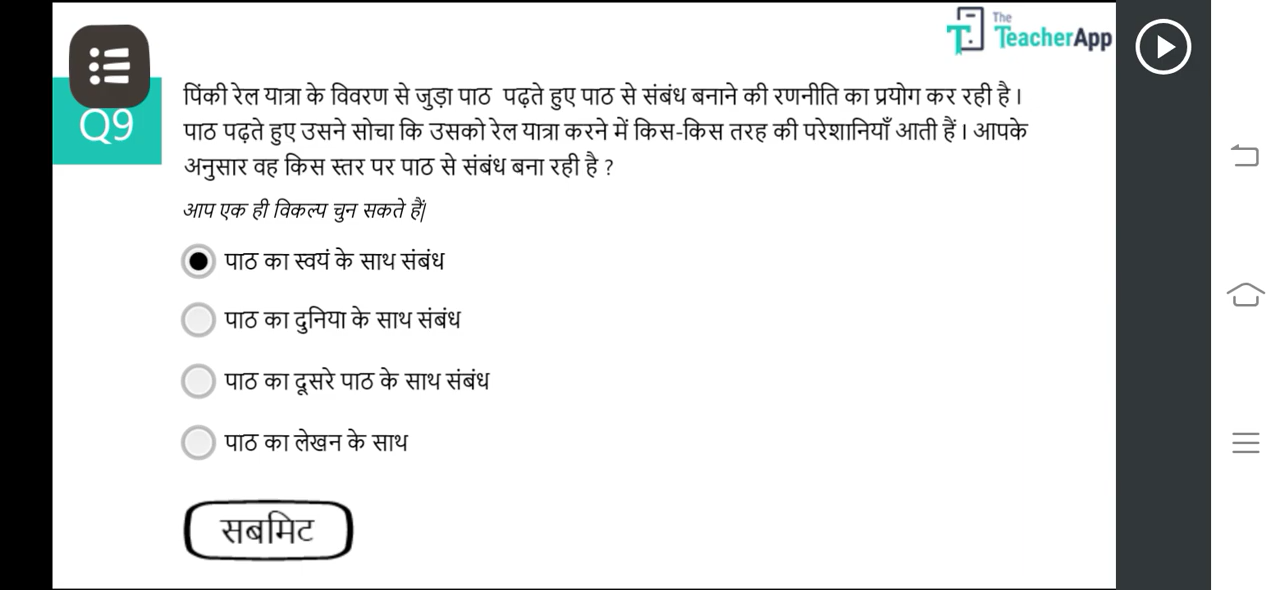 The
TeacherApp
Q9
पिंकी रेल यात्रा के विवरण से जुड़ा पाठ पढ़ते हुए पाठ से संबंध बनाने की रणनीति का प्रयोग कर रही है।
पाठ पढ़ते हुए उसने सोचा कि उसको रेल यात्रा करने में किस-किस तरह की परेशानियाँ आती हैं। आपके
अनुसार वह किस स्तर पर पाठ से संबंध बना रही है ?
आप एक ही विकल्प चुन सकते हैं|
पाठ का स्वयं के साथ संबंध
पाठ का दुनिया के साथ संबंध
पाठ का दूसरे पाठ के साथ संबंध
पाठ का लेखन के साथ
सबमिट